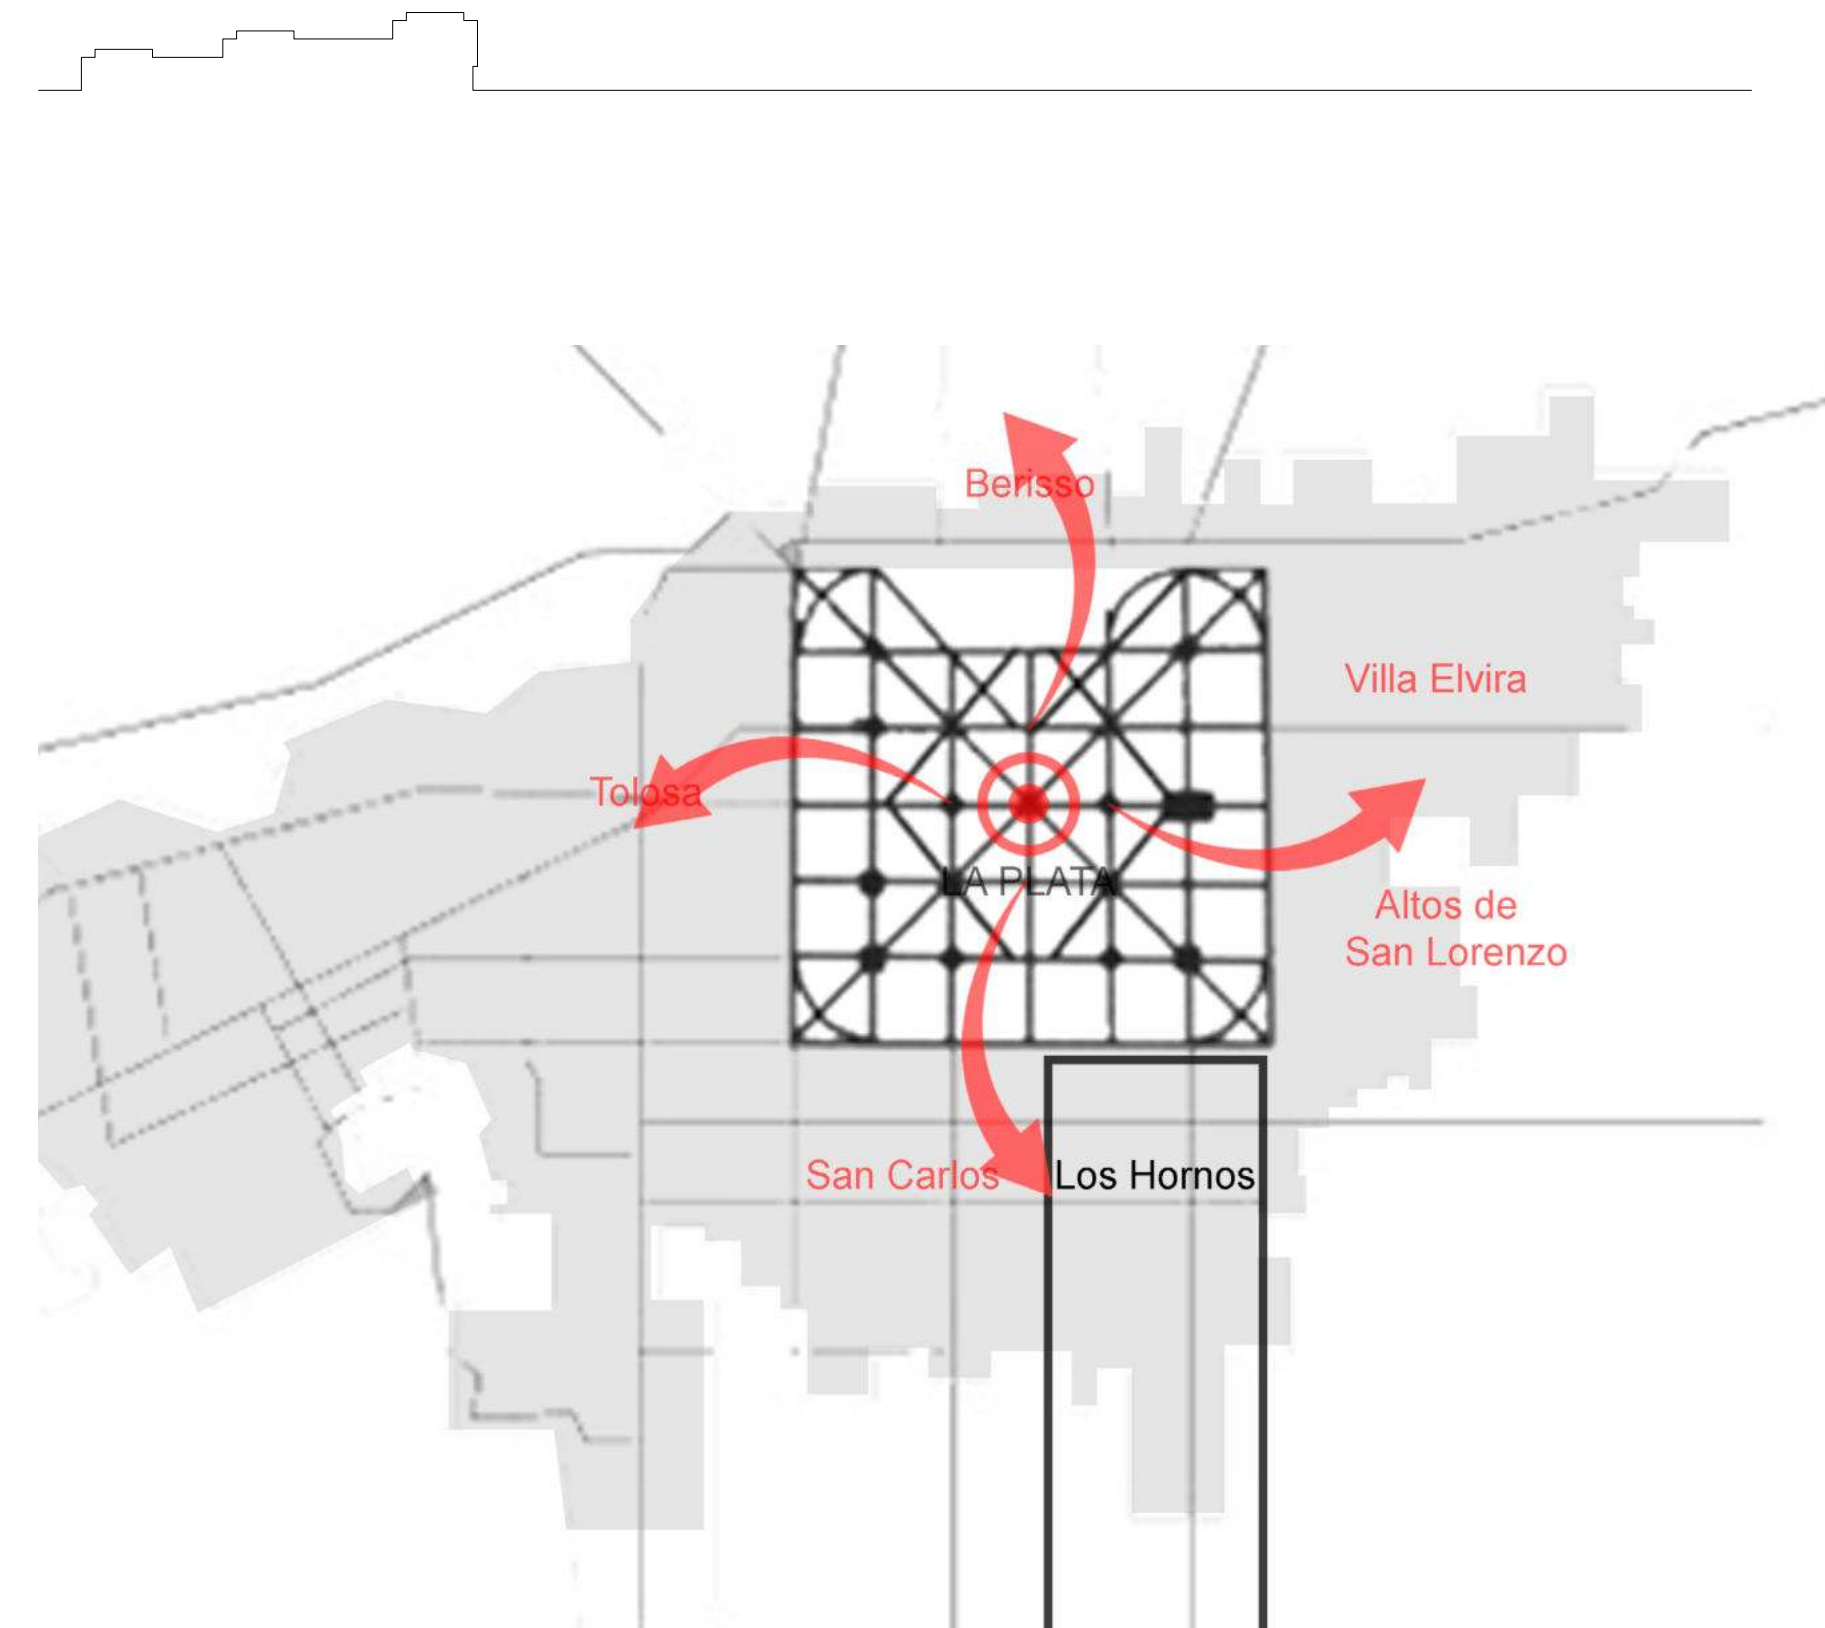 Berisso
Villa Elvira
Tolosa
LA PLATA
Altos de
San Lorenzo
San Carlos
Los Hornos